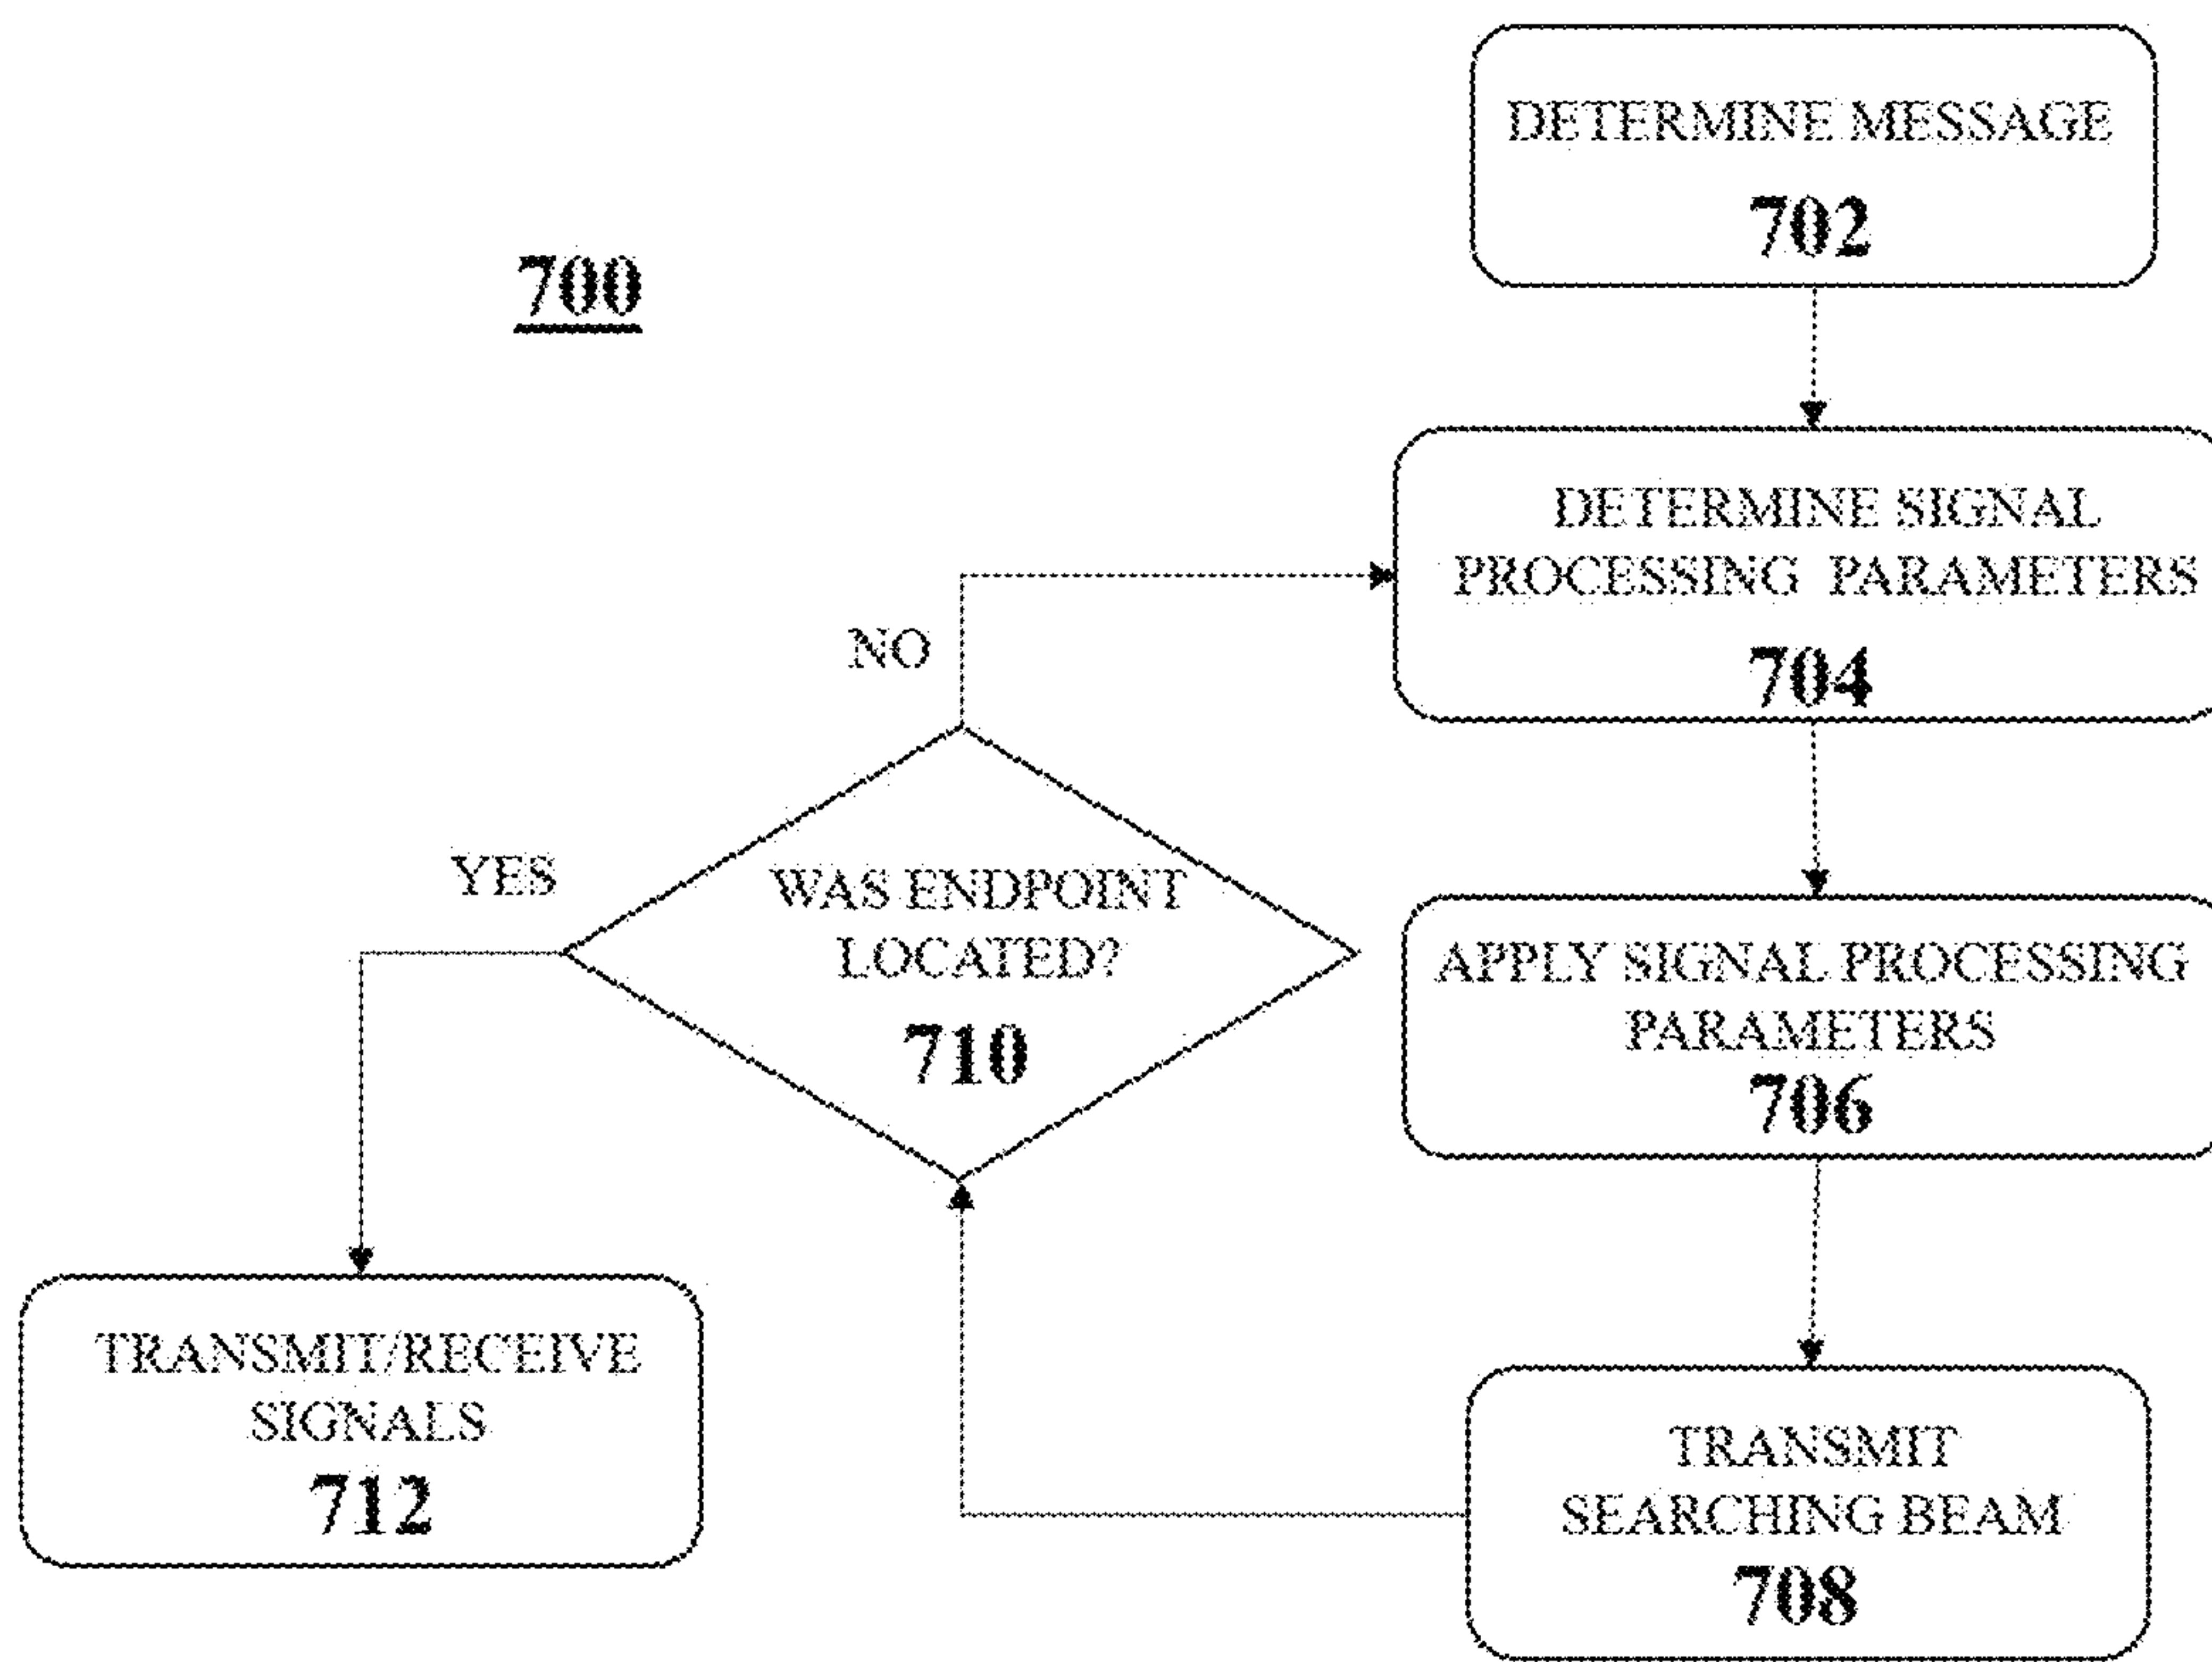 DETERMINE MESSAGE
702
700
DETERMINE SIGNAL
PROCESSING PARAMETERS
704
NO
YES
WAS ENDPOINT
LOCATED?
710
APPLY SIGNAL PROCESSING
PARAMETERS
706
TRANSMIT/RECEIVE
SIGNALS
712
TRANSMIT
SEARCHING BEAM
708